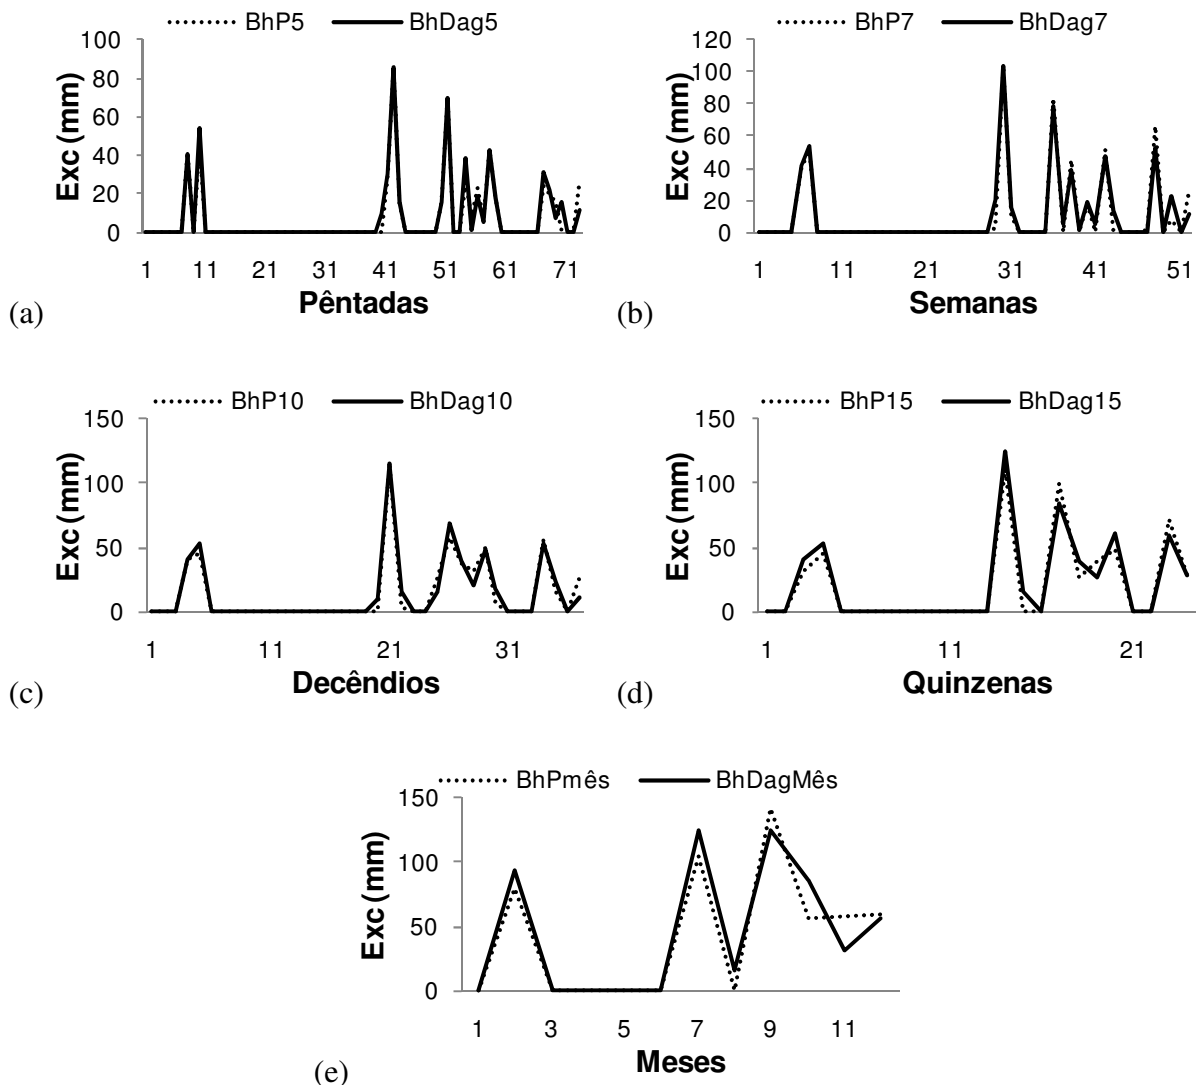 BhP5 BhDag5
100
80
60
40
20
0
Exc (mm)
1 11 21 31 41 51 61 71
Pêntadas
(a)
BhP7 BhDag7
120
100
80
60
40
20
0
Exc (mm)
1 11 21 31 41 51
Semanas
(b)
BhP10 BhDag10
150
100
50
0
Exc (mm)
1 11 21 31
Decêndios
(c)
BhP15 BhDag15
150
100
50
0
Exc (mm)
1 11 21
Quinzenas
(d)
BhPmês BhDagMês
150
100
50
0
Exc (mm)
1 3 5 7 9 11
Meses
(e)